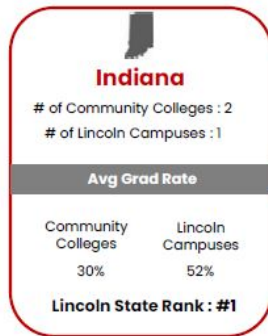 Indiana
# of Community Colleges : 2
# of Lincoln Campuses : 1
Avg Grad Rate
Community Colleges
Lincoln Campuses
30%
52%
Lincoln State Rank : #1